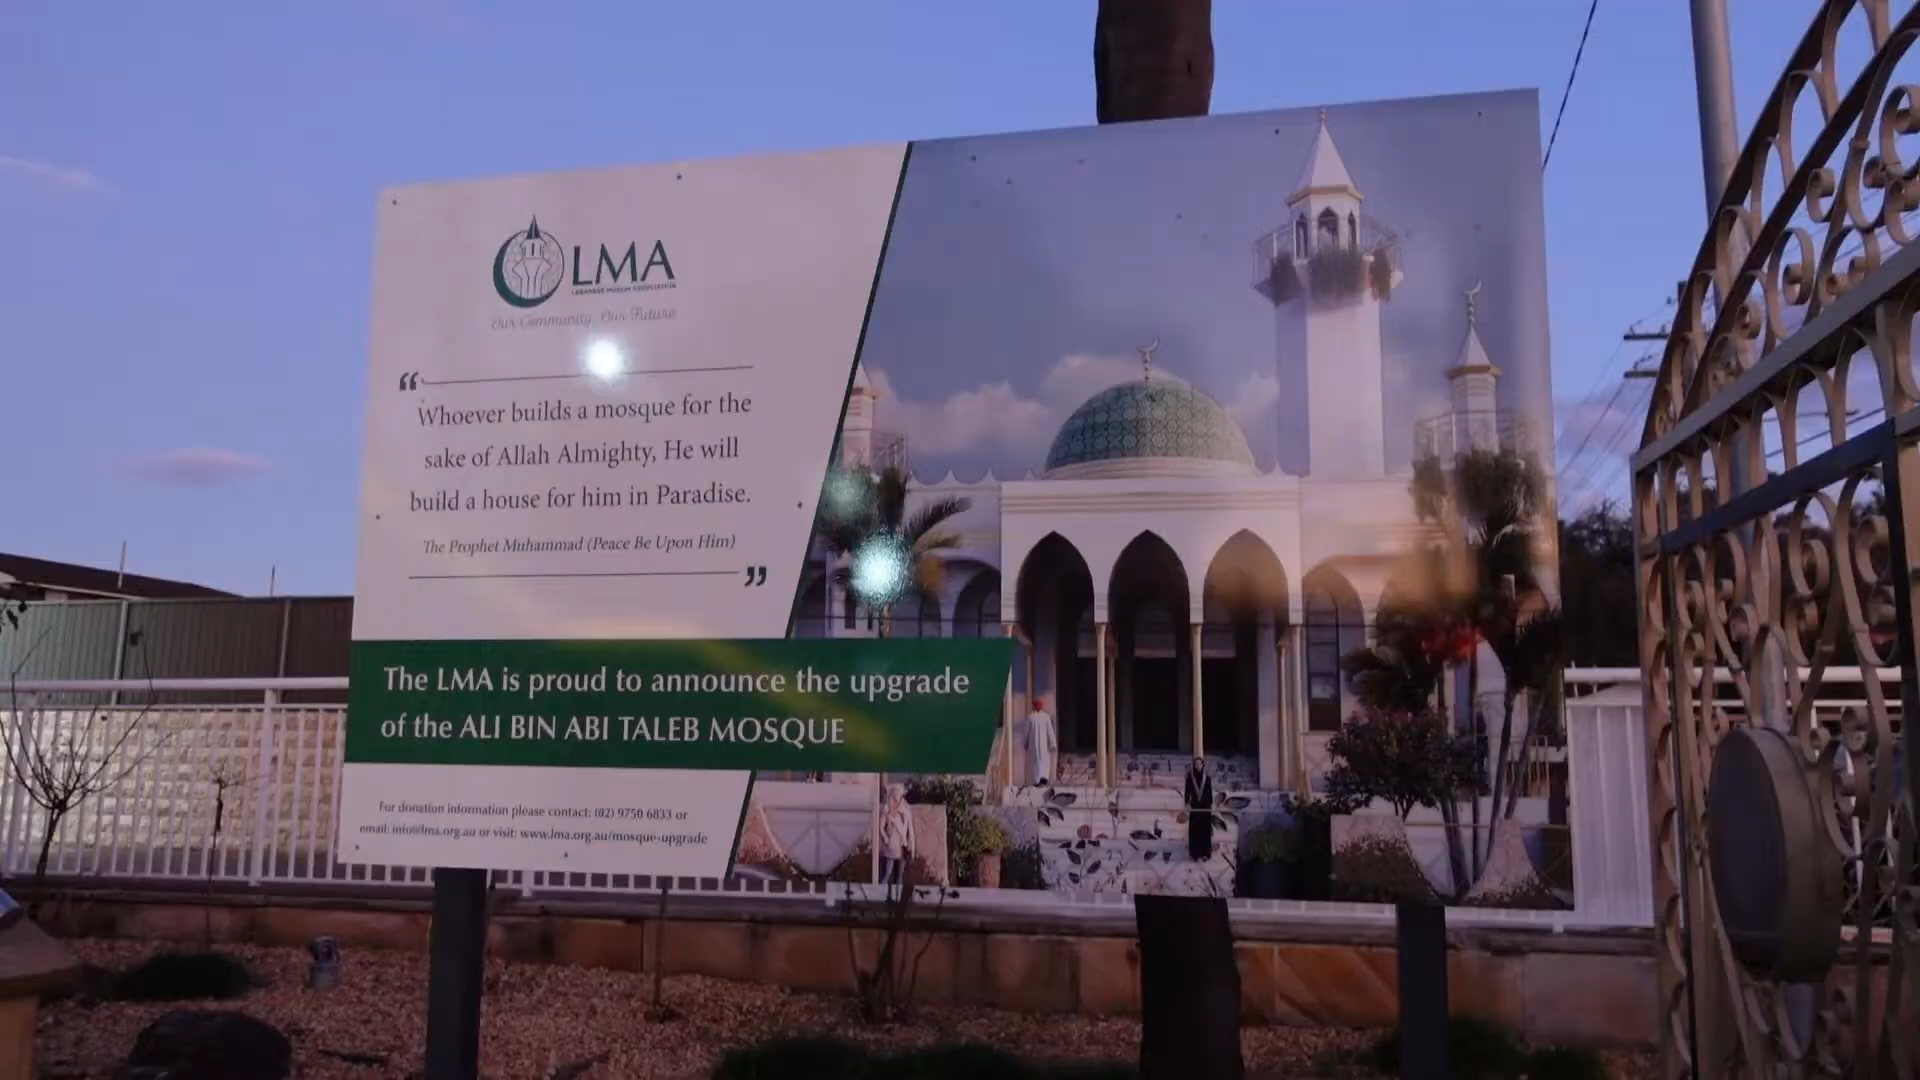 LMA
LEBANESE MUSLIM ASSOCIATION
Our Community, Our Future
“
Whoever builds a mosque for the
sake of Allah Almighty, He will
build a house for him in Paradise.
The Prophet Muhammad (Peace Be Upon Him)
”
The LMA is proud to announce the upgrade
of the ALI BIN ABI TALEB MOSQUE
For donation information please contact: (02) 9750 6833 or
email: info@lma.org.au or visit: www.lma.org.au/mosque-upgrade